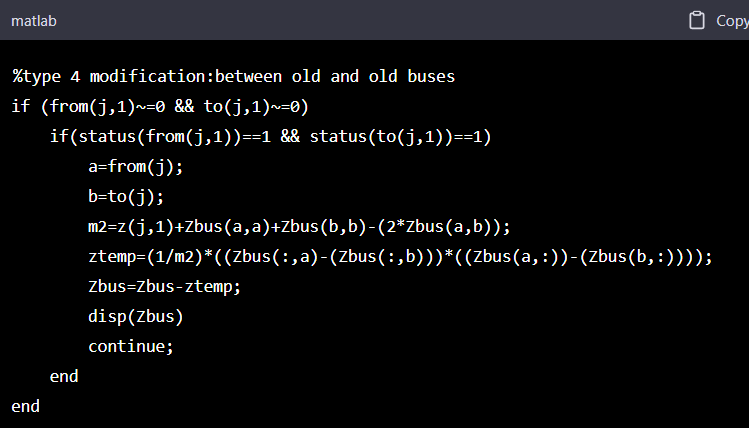 matlab
Copy
%type 4 modification:between old and old buses
if (from(j,1)~=0 && to(j,1)~=0)
    if(status(from(j,1))==1 && status(to(j,1))==1)
        a=from(j);
        b=to(j);
        m2=z(j,1)+Zbus(a,a)+Zbus(b,b)-(2*Zbus(a,b));
        ztemp=(1/m2)*((Zbus(:,a)-(Zbus(:,b)))*((Zbus(a,:))-(Zbus(b,:))));
        Zbus=Zbus-ztemp;
        disp(Zbus)
        continue;
    end
end